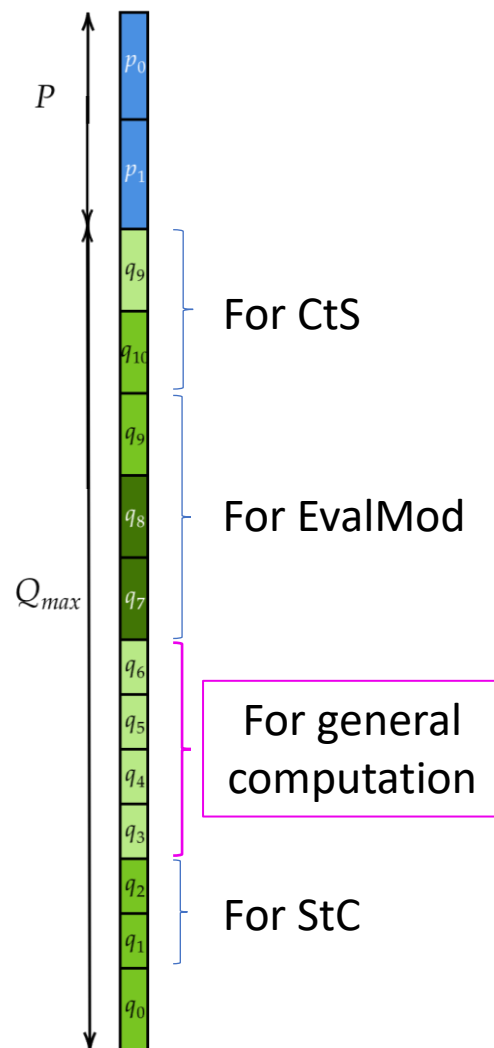 P
p₀
p₁
q₉
For CtS
q₁₀
q₉
q₈
For EvalMod
Qₘₐₓ
q₇
q₆
q₅
For general
computation
q₄
q₃
q₂
For StC
q₁
q₀